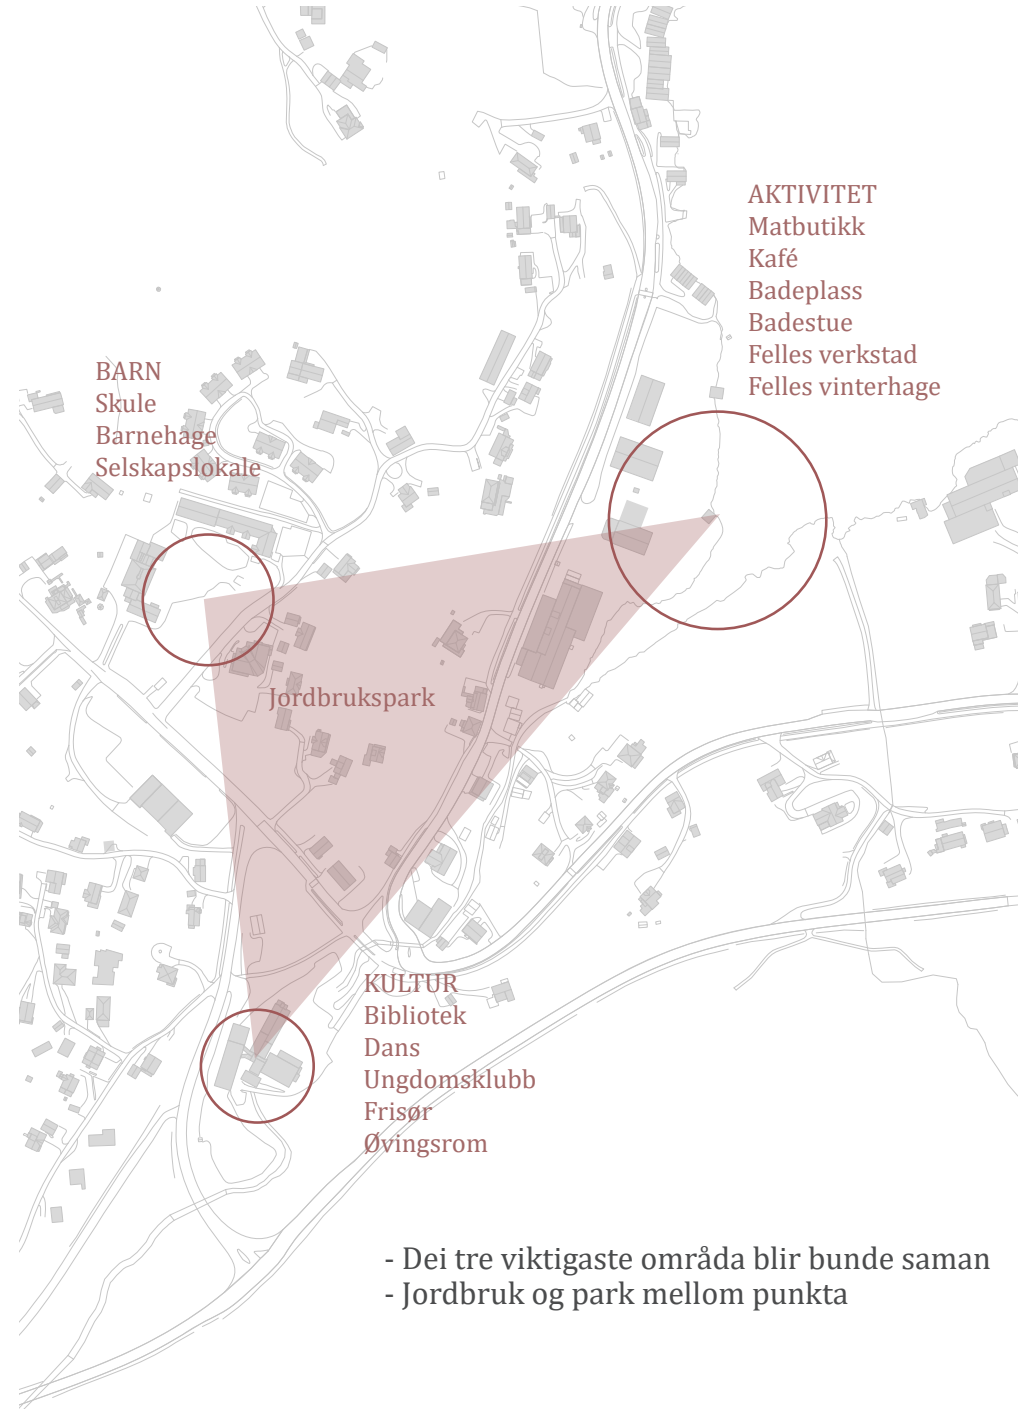 AKTIVITET
Matbutikk
Kafé
Badeplass
Badestue
Felles verkstad
Felles vinterhage
BARN
Skule
Barnehage
Selskapslokale
Jordbrukspark
KULTUR
Bibliotek
Dans
Ungdomsklubb
Frisør
Øvingsrom
- Dei tre viktigaste områda blir bunde saman
- Jordbruk og park mellom punkta